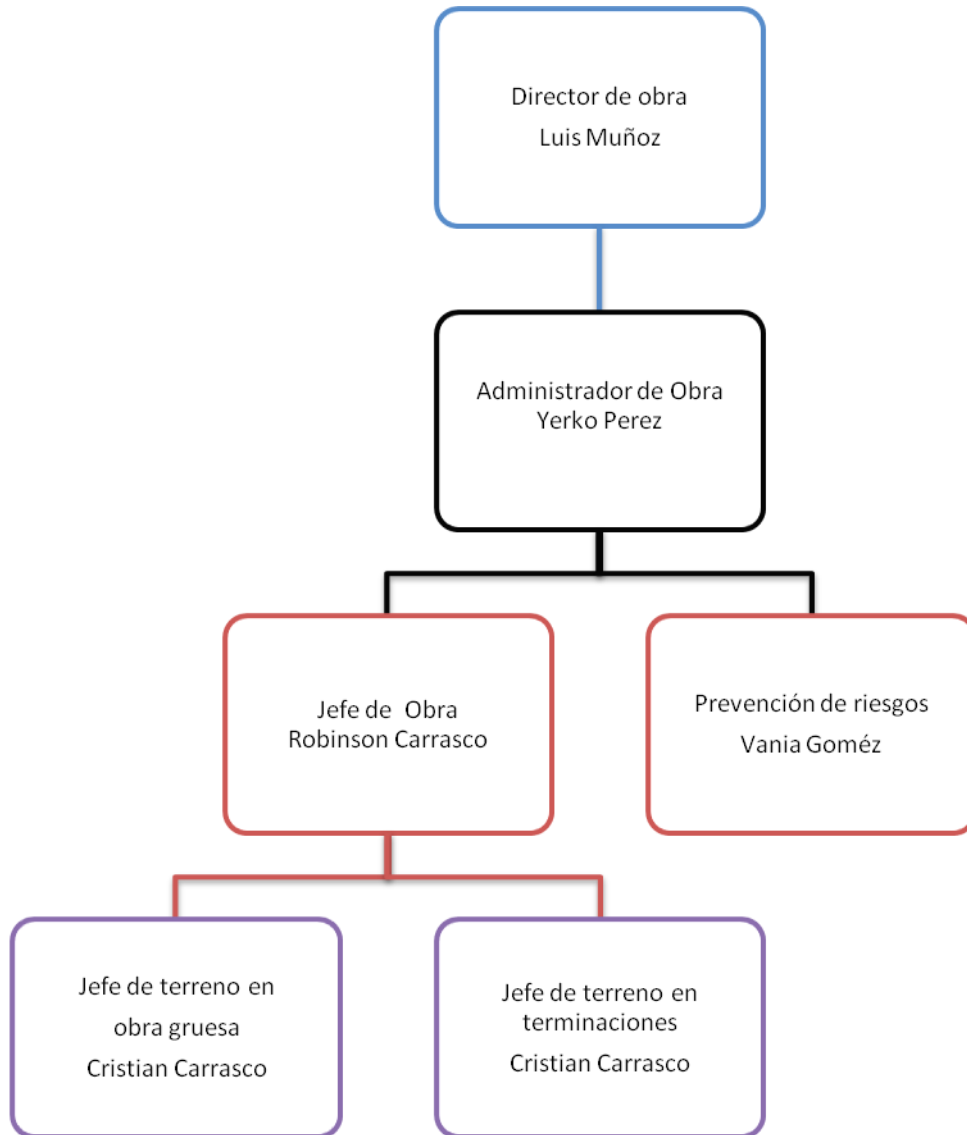 Director de obra
Luis Muñoz
Administrador de Obra
Yerko Perez
Jefe de Obra
Robinson Carrasco
Prevención de riesgos
Vania Goméz
Jefe de terreno en
obra gruesa
Cristian Carrasco
Jefe de terreno en
terminaciones
Cristian Carrasco